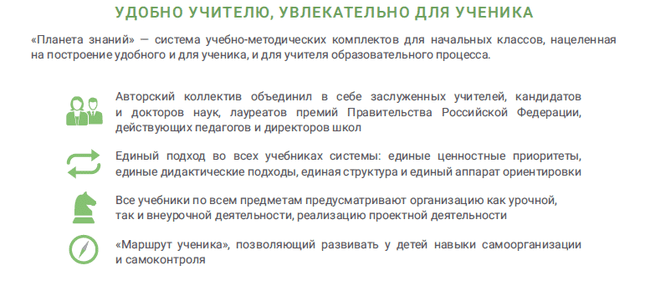 УДОБНО УЧИТЕЛЮ, УВЛЕКАТЕЛЬНО ДЛЯ УЧЕНИКА
«Планета знаний» — система учебно-методических комплектов для начальных классов, нацеленная
на построение удобного и для ученика, и для учителя образовательного процесса.
Авторский коллектив объединил в себе заслуженных учителей, кандидатов
и докторов наук, лауреатов премий Правительства Российской Федерации,
действующих педагогов и директоров школ
Единый подход во всех учебниках системы: единые ценностные приоритеты,
единые дидактические подходы, единая структура и единый аппарат ориентировки
Все учебники по всем предметам предусматривают организацию как урочной,
так и внеурочной деятельности, реализацию проектной деятельности
«Маршрут ученика», позволяющий развивать у детей навыки самоорганизации
и самоконтроля